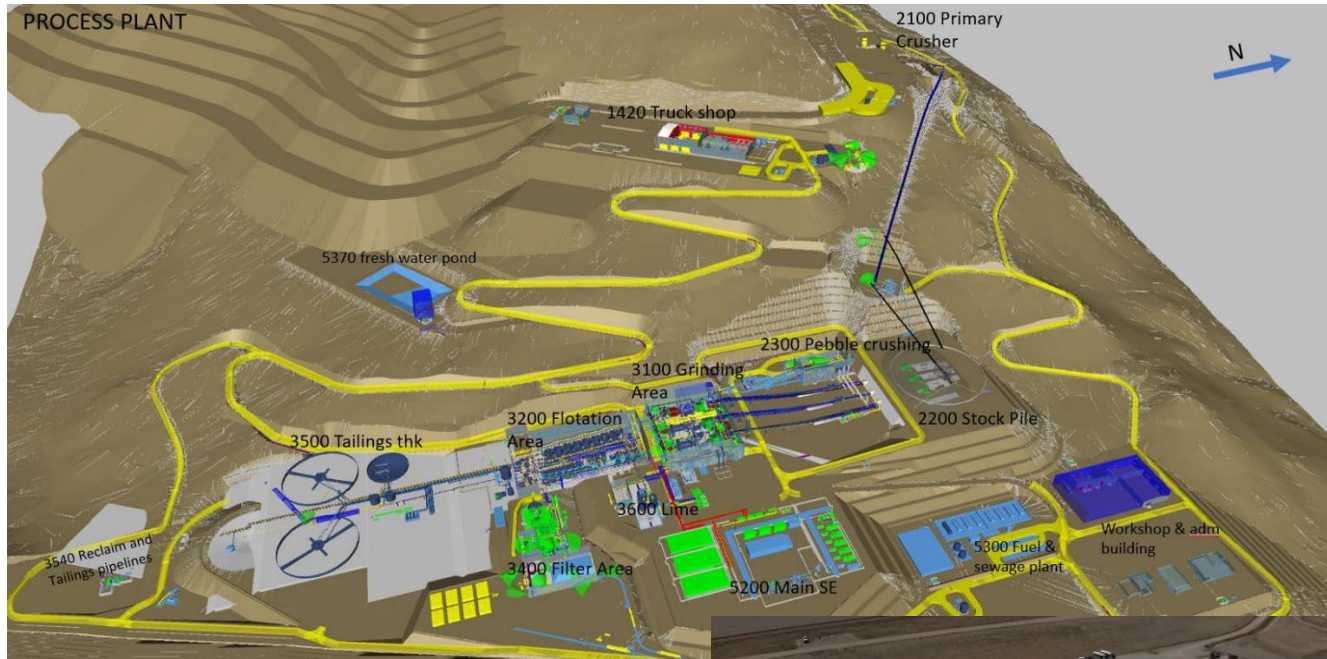 PROCESS PLANT
2100 Primary
Crusher
N
1420 Truck shop
5370 fresh water pond
2300 Pebble crushing
3100 Grinding
Area
3200 Flotation
Area
2200 Stock Pile
3500 Tailings thk
3600 Lime
3540 Reclaim and
Tailings pipelines
3400 Filter Area
5200 Main SE
5300 Fuel &
sewage plant
Workshop & adm
building